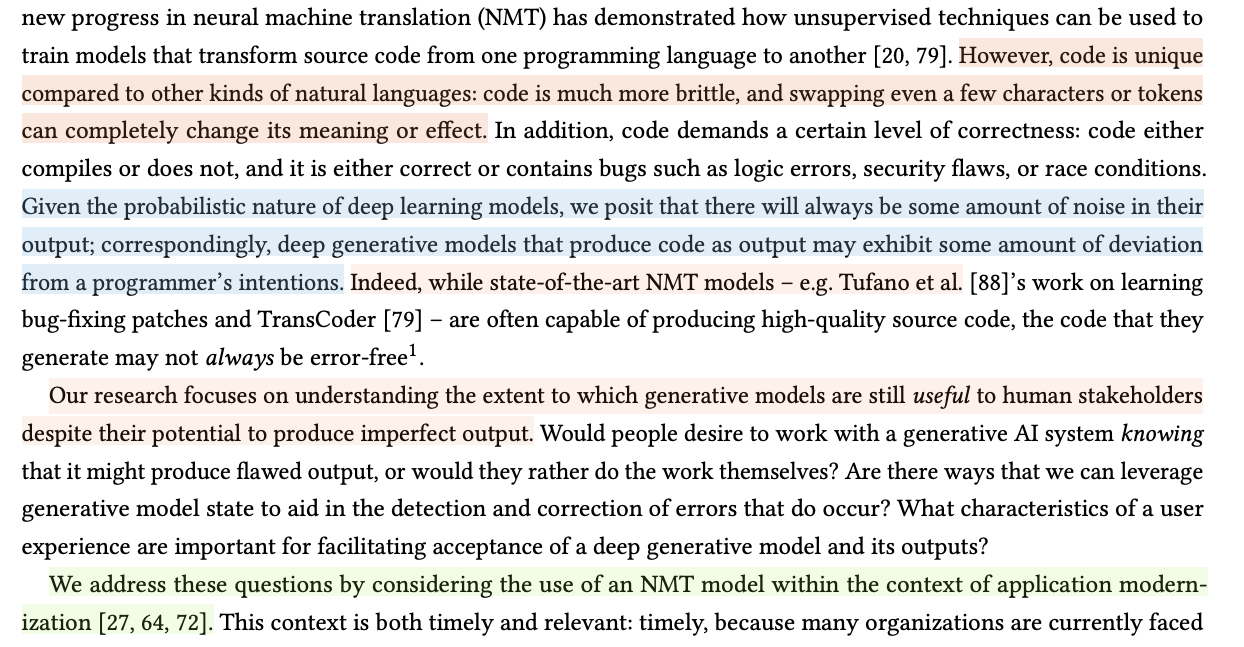 new progress in neural machine translation (NMT) has demonstrated how unsupervised techniques can be used to
train models that transform source code from one programming language to another [20, 79]. However, code is unique
compared to other kinds of natural languages: code is much more brittle, and swapping even a few characters or tokens
can completely change its meaning or effect. In addition, code demands a certain level of correctness: code either
compiles or does not, and it is either correct or contains bugs such as logic errors, security flaws, or race conditions.
Given the probabilistic nature of deep learning models, we posit that there will always be some amount of noise in their
output; correspondingly, deep generative models that produce code as output may exhibit some amount of deviation
from a programmer's intentions. Indeed, while state-of-the-art NMT models – e.g. Tufano et al. [88]'s work on learning
bug-fixing patches and TransCoder [79] – are often capable of producing high-quality source code, the code that they
generate may not always be error-free1.
Our research focuses on understanding the extent to which generative models are still useful to human stakeholders
despite their potential to produce imperfect output. Would people desire to work with a generative AI system knowing
that it might produce flawed output, or would they rather do the work themselves? Are there ways that we can leverage
generative model state to aid in the detection and correction of errors that do occur? What characteristics of a user
experience are important for facilitating acceptance of a deep generative model and its outputs?
We address these questions by considering the use of an NMT model within the context of application modern-
ization [27, 64, 72]. This context is both timely and relevant: timely, because many organizations are currently faced